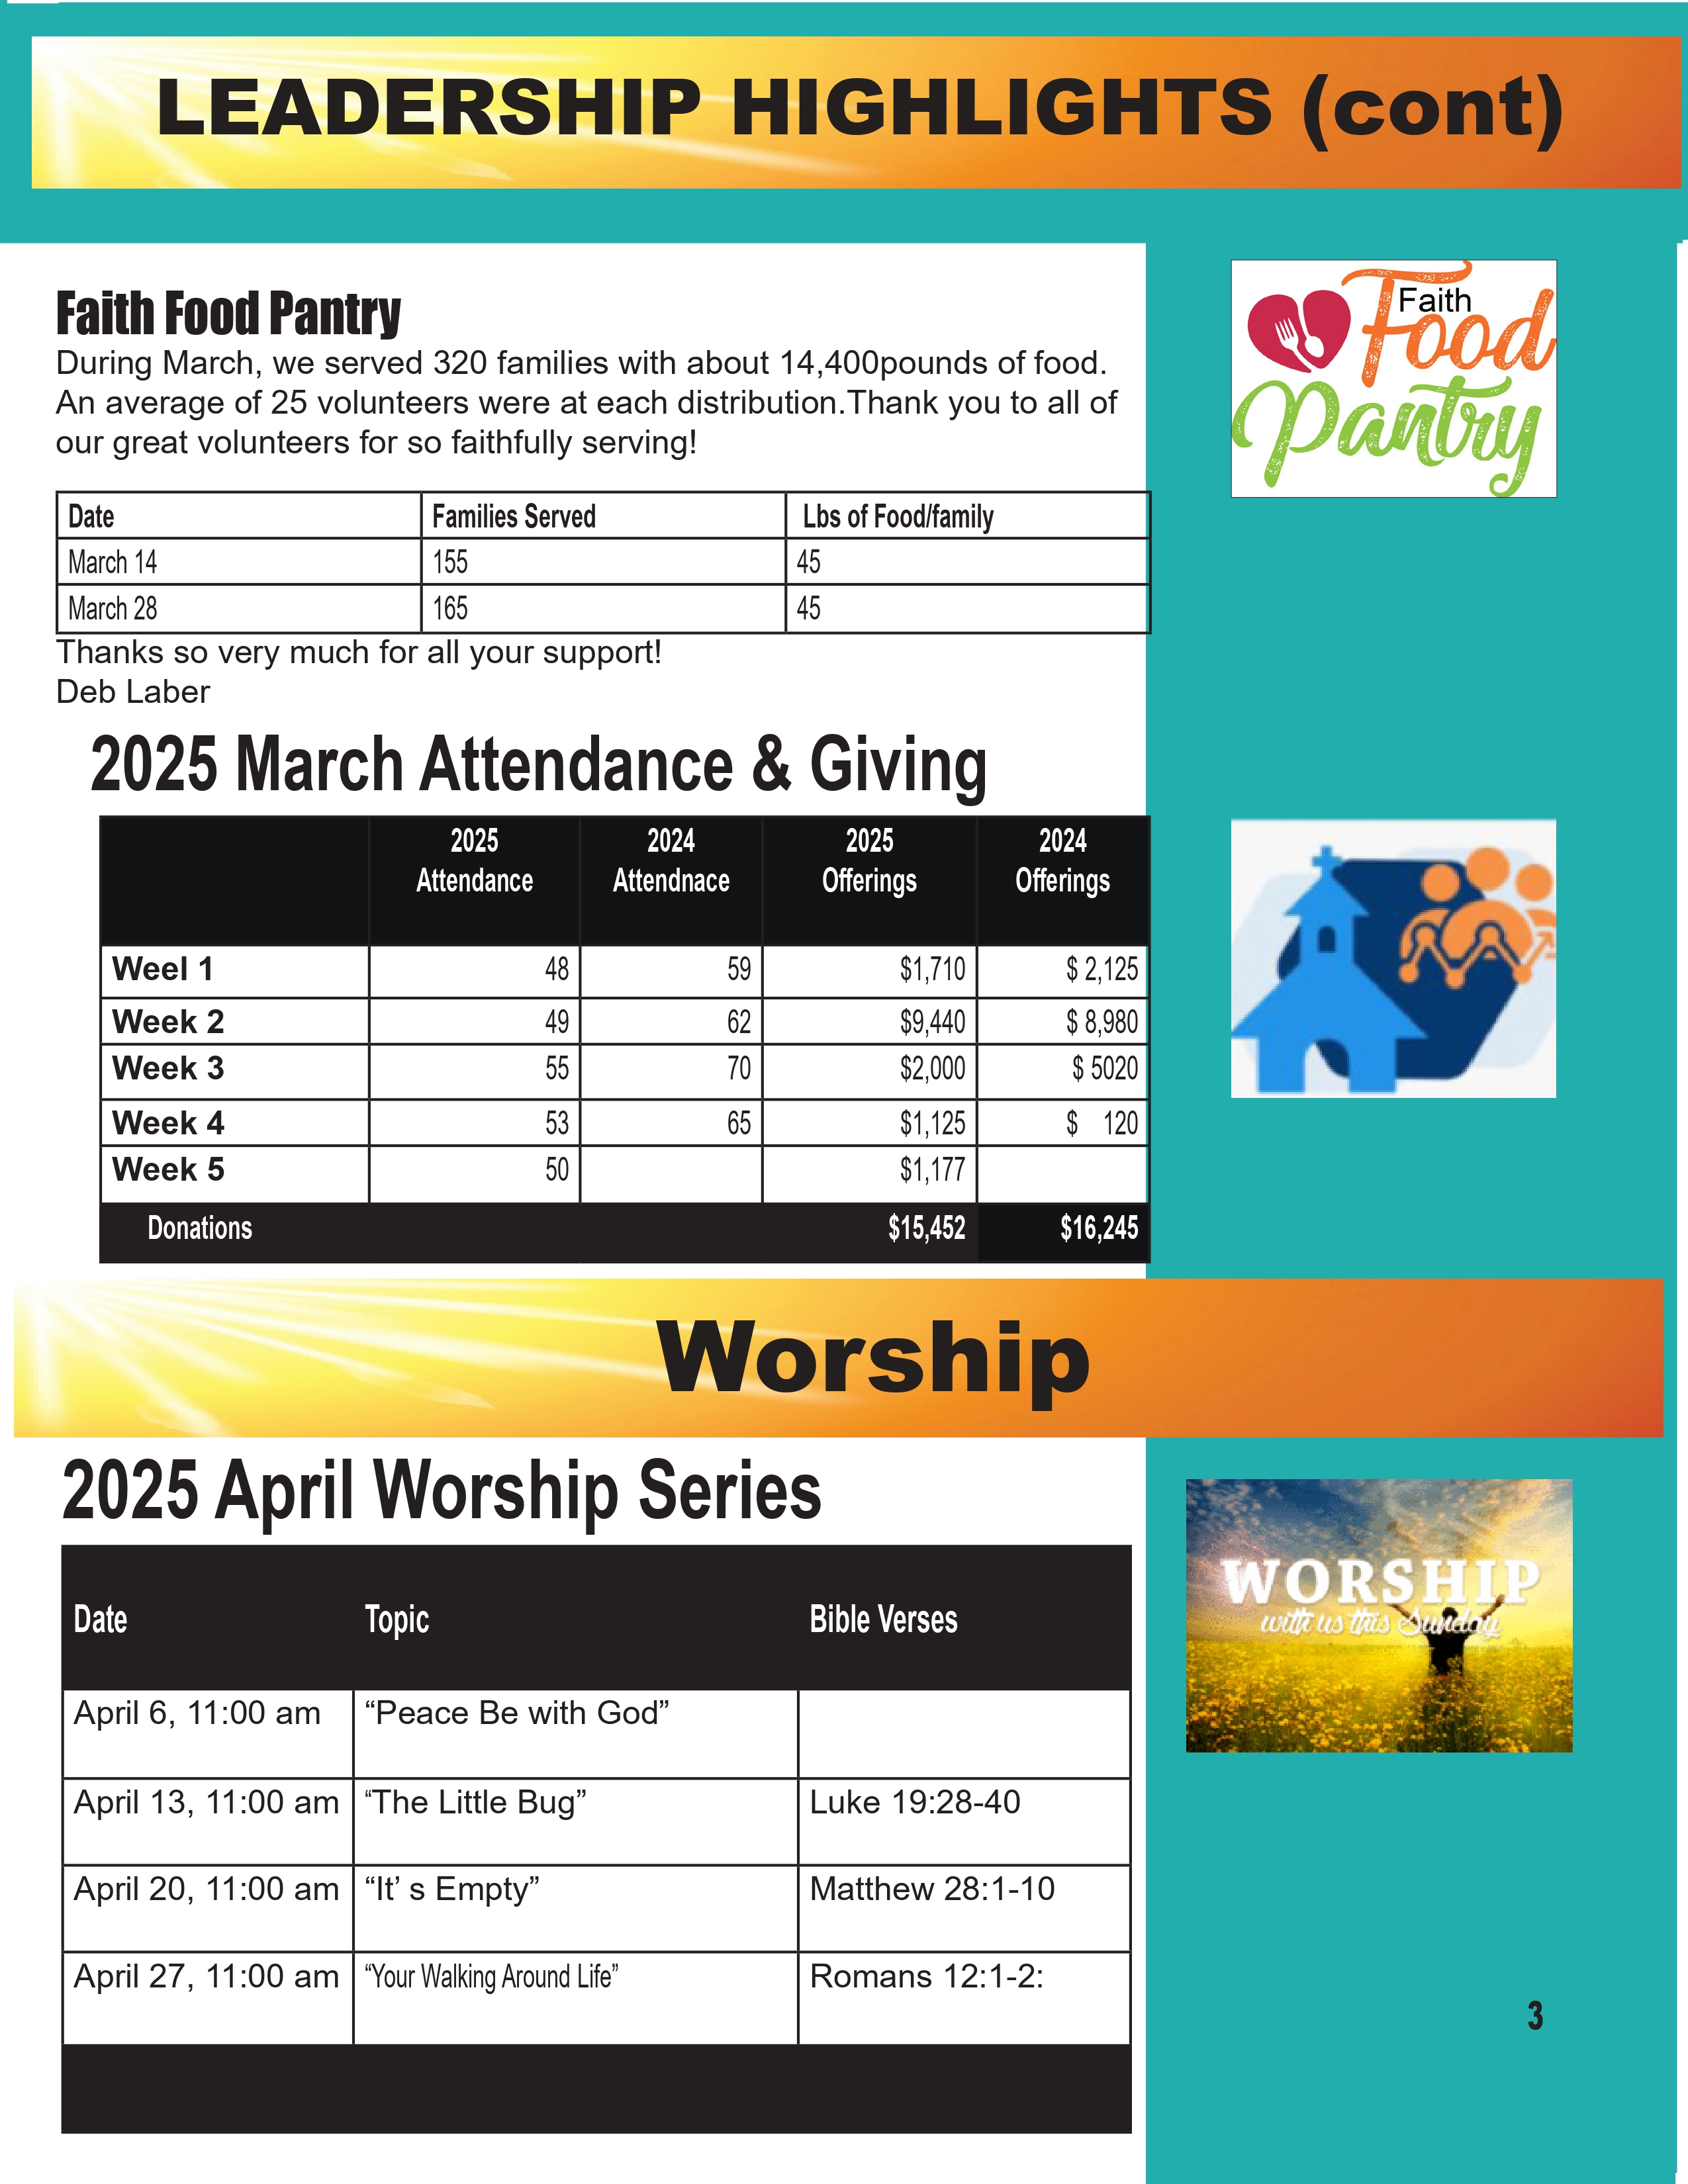 LEADERSHIP HIGHLIGHTS (cont)
Faith Food Pantry
During March, we served 320 families with about 14,400pounds of food.
An average of 25 volunteers were at each distribution.Thank you to all of
our great volunteers for so faithfully serving!
Faith
Food
Pantry
Date Families Served Lbs of Food/family
March 14 155 45
March 28 165 45
Thanks so very much for all your support!
Deb Laber
2025 March Attendance & Giving
2025 2024 2025 2024
Attendance Attendnace Offerings Offerings
Weel 1 48 59 $1,710 $ 2,125
Week 2 49 62 $9,440 $ 8,980
Week 3 55 70 $2,000 $ 5020
Week 4 53 65 $1,125 $ 120
Week 5 50 $1,177
Donations $15,452 $16,245
Worship
2025 April Worship Series
Date Topic Bible Verses
April 6, 11:00 am “Peace Be with God”
April 13, 11:00 am “The Little Bug” Luke 19:28-40
April 20, 11:00 am “It’ s Empty” Matthew 28:1-10
April 27, 11:00 am “Your Walking Around Life” Romans 12:1-2:
WORSHIP
with us this Sunday
3